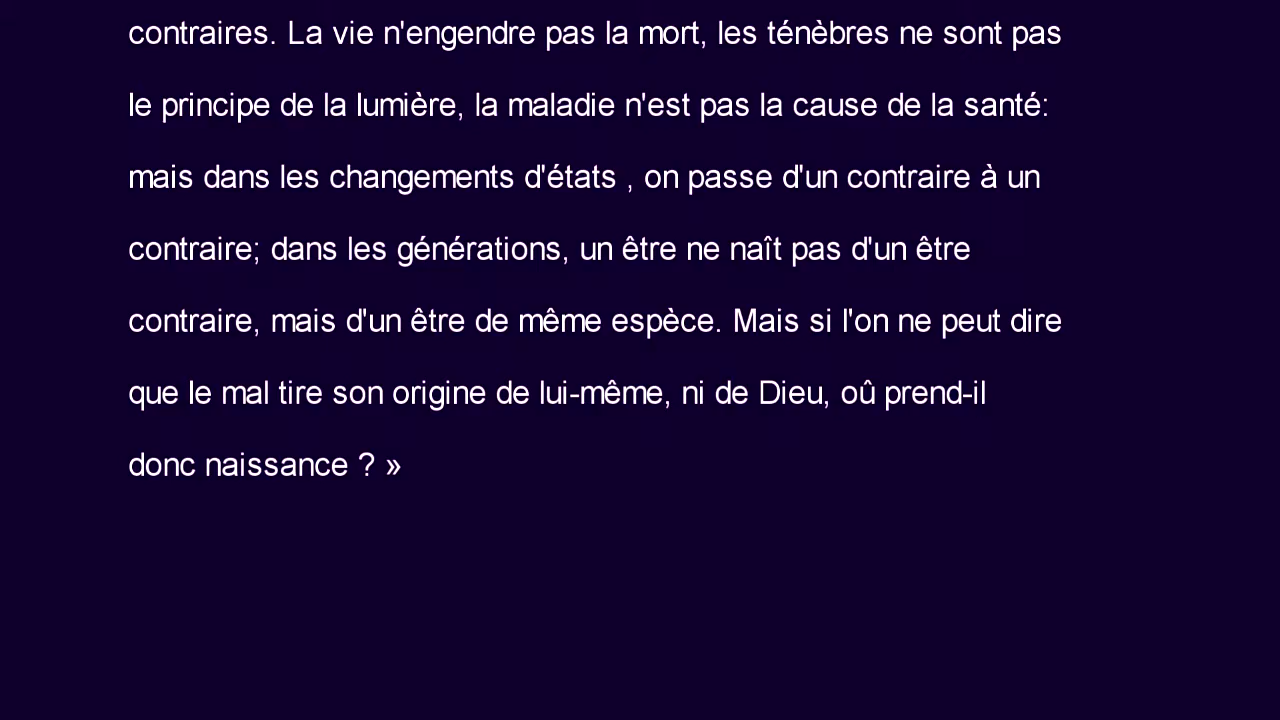 contraires. La vie n'engendre pas la mort, les ténèbres ne sont pas
le principe de la lumière, la maladie n'est pas la cause de la santé:
mais dans les changements d'états , on passe d'un contraire à un
contraire; dans les générations, un être ne naît pas d'un être
contraire, mais d'un être de même espèce. Mais si l'on ne peut dire
que le mal tire son origine de lui-même, ni de Dieu, oû prend-il
donc naissance ? »